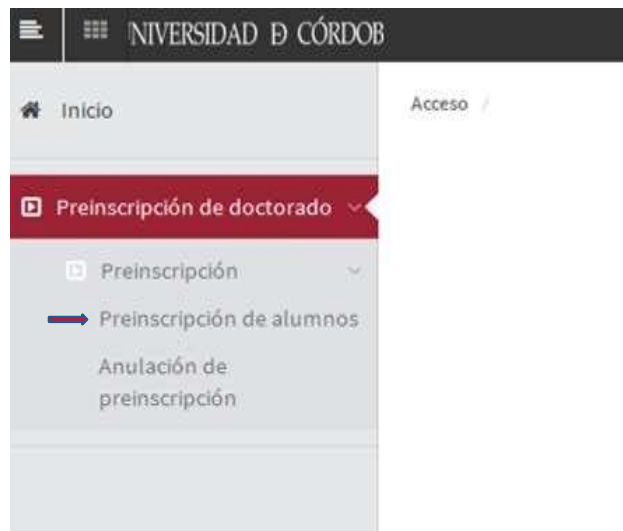 NIVERSIDAD Ð CÓRDOB
Inicio
Acceso /
Preinscripción de doctorado
Preinscripción
Preinscripción de alumnos
Anulación de
preinscripción